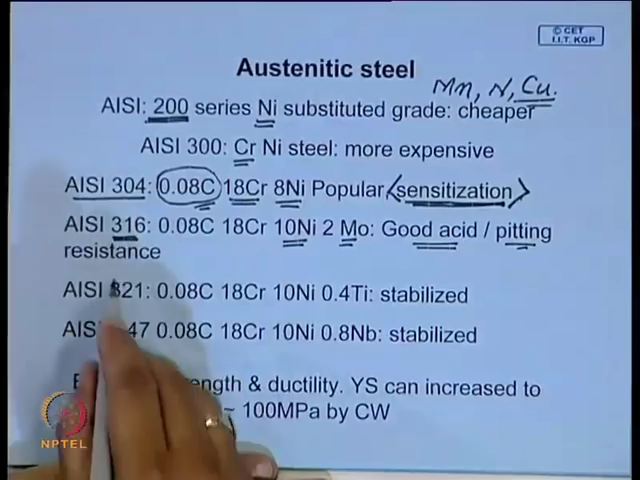 © CET
I.I.T. KGP
Austenitic steel
Mn, N, Cu.
AISI: 200 series Ni substituted grade: cheaper
AISI 300: Cr Ni steel: more expensive
AISI 304: 0.08C 18Cr 8Ni Popular <sensitization>
AISI 316: 0.08C 18Cr 10Ni 2 Mo: Good acid / pitting
resistance
AISI 321: 0.08C 18Cr 10Ni 0.4Ti: stabilized
AISI 47 0.08C 18Cr 10Ni 0.8Nb: stabilized
& ductility. YS can increased to
~ 100MPa by CW
NPTEL